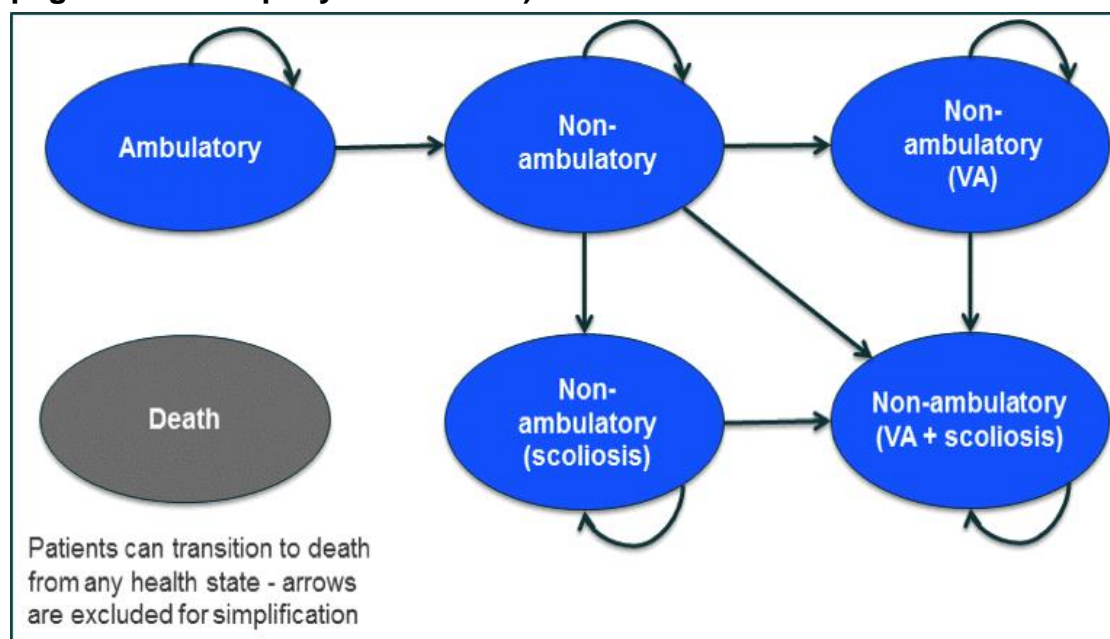 Ambulatory
Non-
ambulatory
Non-
ambulatory
(VA)
Death
Non-
ambulatory
(scoliosis)
Non-ambulatory
(VA + scoliosis)
Patients can transition to death
from any health state - arrows
are excluded for simplification